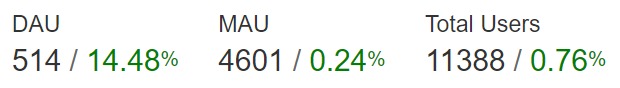 DAU MAU Total Users
514 / 14.48% 4601 / 0.24% 11388 / 0.76%